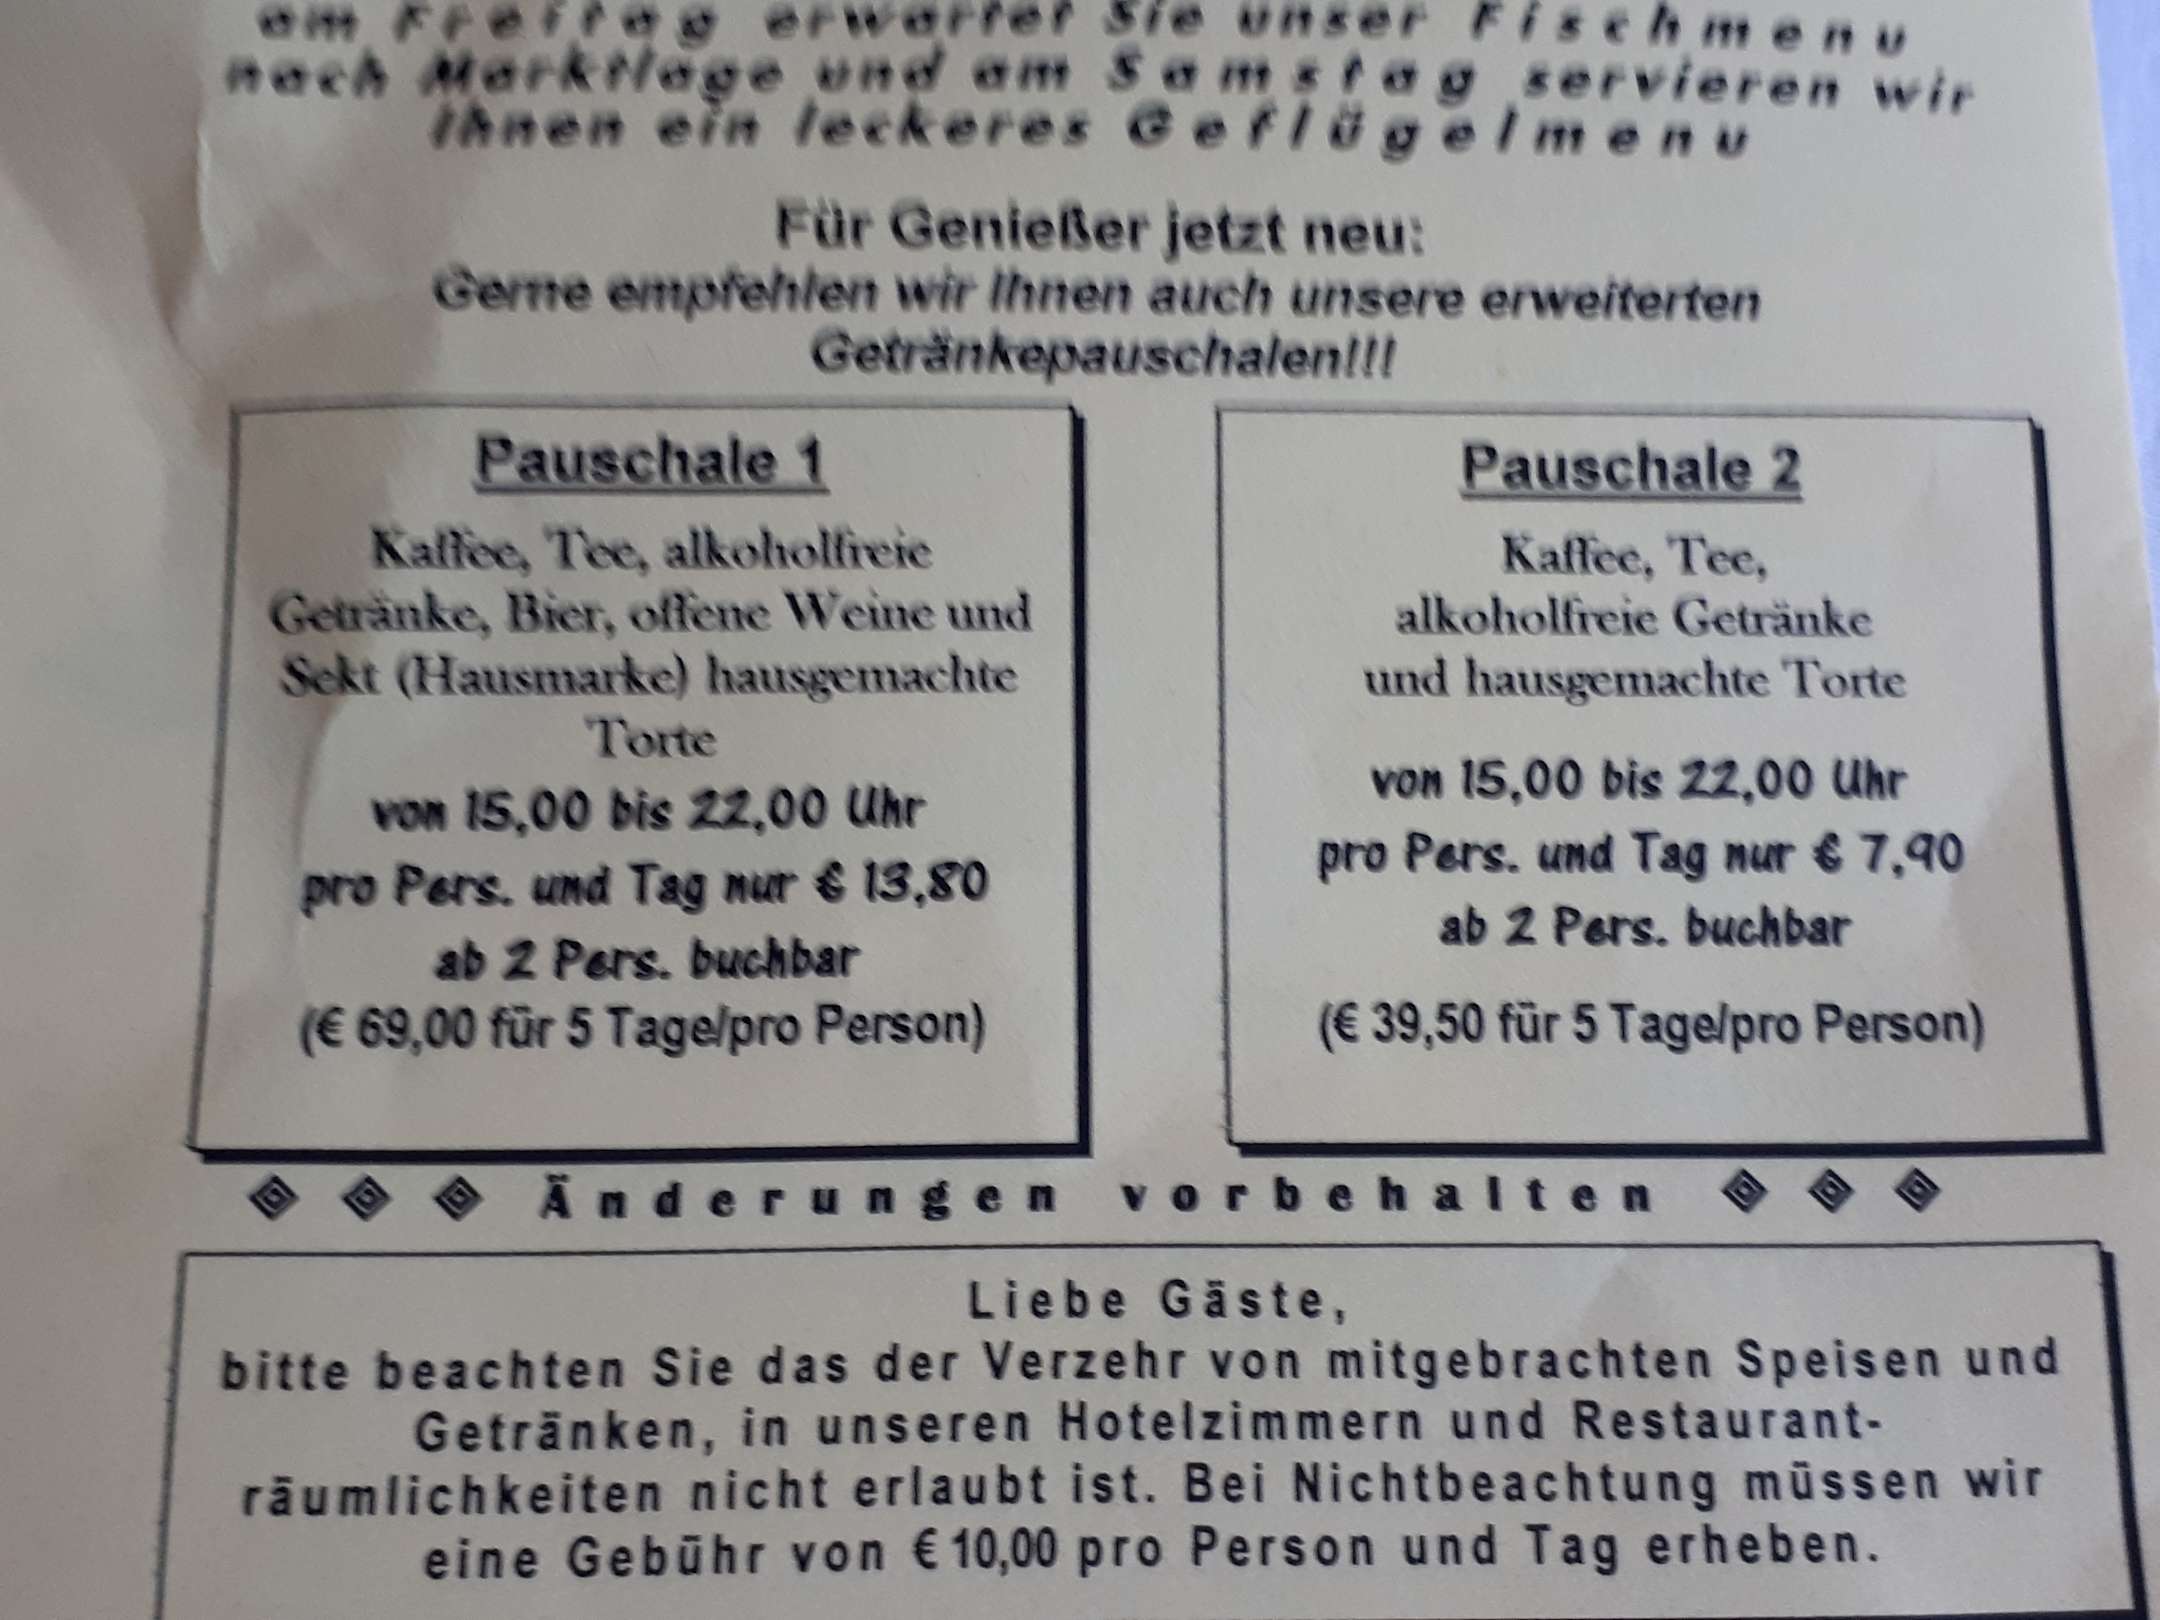 am Freitag erwartet Sie unser Fischmenu
nach Marktlage und am Samstag servieren wir
Ihnen ein leckeres Geflügelmenu
Für Genießer jetzt neu:
Gerne empfehlen wir Ihnen auch unsere erweiterten
Getränkepauschalen!!!
Pauschale 1
Kaffee, Tee, alkoholfreie
Getränke, Bier, offene Weine und
Sekt (Hausmarke) hausgemachte
Torte
von 15,00 bis 22,00 Uhr
pro Pers. und Tag nur € 13,80
ab 2 Pers. buchbar
(€ 69,00 für 5 Tage/pro Person)
Pauschale 2
Kaffee, Tee,
alkoholfreie Getränke
und hausgemachte Torte
von 15,00 bis 22,00 Uhr
pro Pers. und Tag nur € 7,90
ab 2 Pers. buchbar
(€ 39,50 für 5 Tage/pro Person)
Änderungen vorbehalten
Liebe Gäste,
bitte beachten Sie das der Verzehr von mitgebrachten Speisen und
Getränken, in unseren Hotelzimmern und Restaurant-
räumlichkeiten nicht erlaubt ist. Bei Nichtbeachtung müssen wir
eine Gebühr von € 10,00 pro Person und Tag erheben.